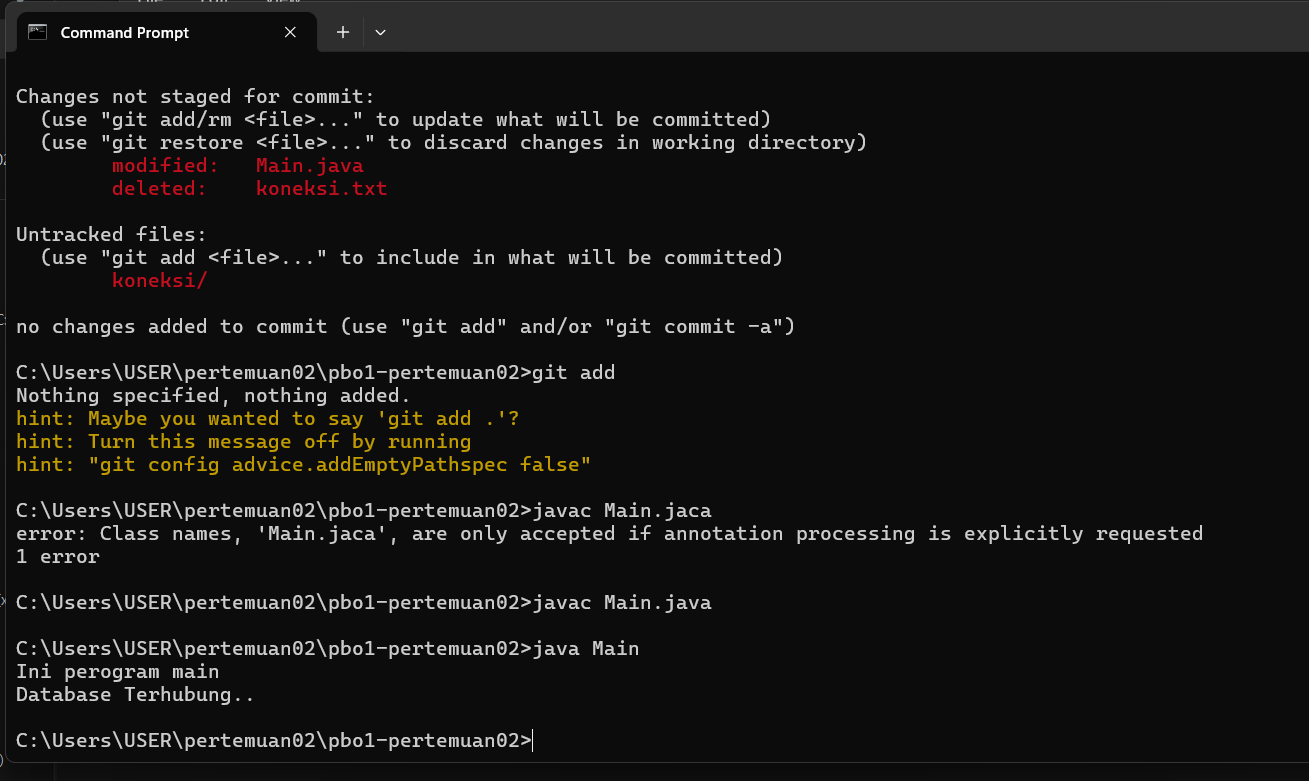 Command Prompt
Changes not staged for commit:
  (use "git add/rm <file>..." to update what will be committed)
  (use "git restore <file>..." to discard changes in working directory)
        modified:   Main.java
        deleted:    koneksi.txt
Untracked files:
  (use "git add <file>..." to include in what will be committed)
        koneksi/
no changes added to commit (use "git add" and/or "git commit -a")
C:\Users\USER\pertemuan02\pbo1-pertemuan02>git add
Nothing specified, nothing added.
hint: Maybe you wanted to say 'git add .'?
hint: Turn this message off by running
hint: "git config advice.addEmptyPathspec false"
C:\Users\USER\pertemuan02\pbo1-pertemuan02>javac Main.jaca
error: Class names, 'Main.jaca', are only accepted if annotation processing is explicitly requested
1 error
C:\Users\USER\pertemuan02\pbo1-pertemuan02>javac Main.java
C:\Users\USER\pertemuan02\pbo1-pertemuan02>java Main
Ini perogram main
Database Terhubung..
C:\Users\USER\pertemuan02\pbo1-pertemuan02>